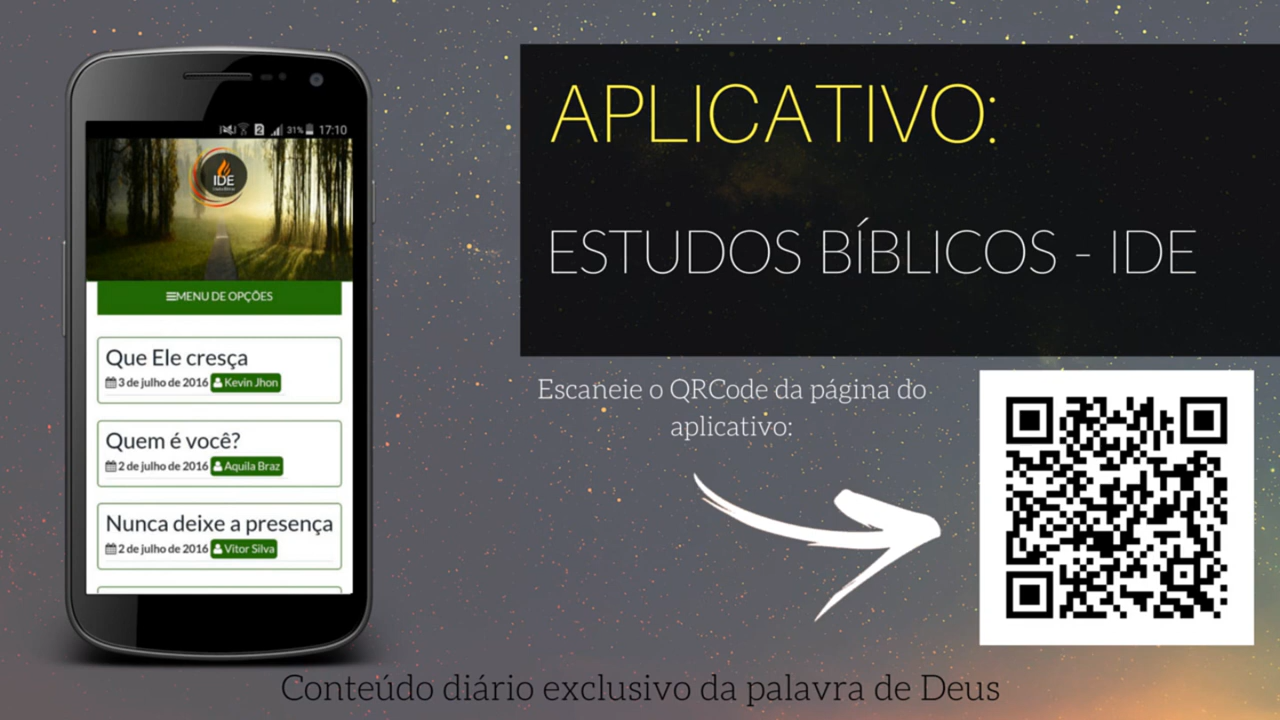 31% 17:10
IDE
MENU DE OPÇÕES
Que Ele cresça
3 de julho de 2016 Kevin Jhon
Quem é você?
2 de julho de 2016 Aquila Braz
Nunca deixe a presença
2 de julho de 2016 Vitor Silva
APLICATIVO:
ESTUDOS BÍBLICOS - IDE
Escaneie o QRCode da página do
aplicativo:
Conteúdo diário exclusivo da palavra de Deus